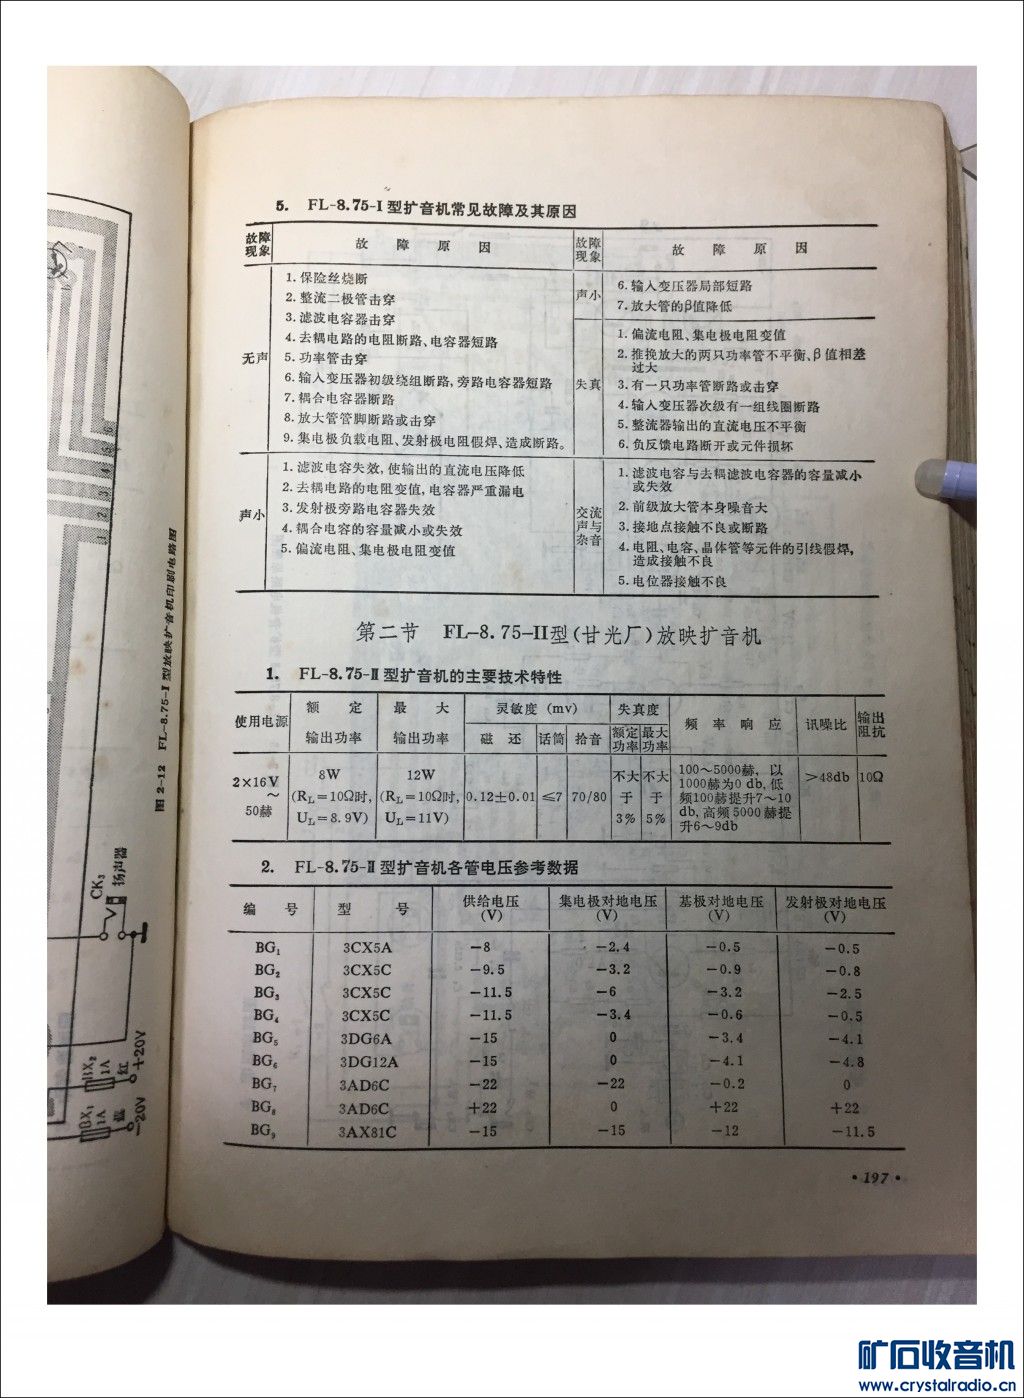 5. FL-8.75-I 型扩音机常见故障及其原因
故障现象 故障原因 故障现象 故障原因
无声
1. 保险丝烧断
2. 整流二极管击穿
3. 滤波电容器击穿
4. 去耦电路的电阻断路、电容器短路
5. 功率管击穿
6. 输入变压器初级绕组断路,旁路电容器短路
7. 耦合电容器断路
8. 放大管管脚断路或击穿
9. 集电极负载电阻、发射极电阻假焊、造成断路。
声小
1. 滤波电容失效,使输出的直流电压降低
2. 去耦电路的电阻变值,电容器严重漏电
3. 发射极旁路电容器失效
4. 耦合电容的容量减小或失效
5. 偏流电阻、集电极电阻变值
声小
6. 输入变压器局部短路
7. 放大管的β值降低
失真
1. 偏流电阻、集电极电阻变值
2. 推挽放大的两只功率管不平衡、β值相差
过大
3. 有一只功率管断路或击穿
4. 输入变压器次级有一组线圈断路
5. 整流器输出的直流电压不平衡
6. 负反馈电路断开或元件损坏
交流声与杂音
1. 滤波电容与去耦滤波电容器的容量减小
或失效
2. 前级放大管本身噪音大
3. 接地点接触不良或断路
4. 电阻、电容、晶体管等元件的引线假焊,
造成接触不良
5. 电位器接触不良
第二节 FL-8.75-II型(甘光厂)放映扩音机
1. FL-8.75-Ⅱ型扩音机的主要技术特性
使用电源 额定输出功率 最大输出功率 灵敏度(mv) 失真度 频率响应 讯噪比 输出阻抗
磁还 话筒 拾音 额定功率 最大功率
2×16V~50赫 8W (RL=10Ω时, UL=8.9V) 12W (RL=10Ω时, UL=11V) 0.12±0.01 ≤7 70/80 不大于3% 不大于5% 100~5000赫,以1000赫为0 db,低频100赫提升7~10db,高频5000赫提升6~9db >48db 10Ω
2. FL-8.75-Ⅱ型扩音机各管电压参考数据
编号 型号 供给电压(V) 集电极对地电压(V) 基极对地电压(V) 发射极对地电压(V)
BG₁ 3CX5A -8 -2.4 -0.5 -0.5
BG₂ 3CX5C -9.5 -3.2 -0.9 -0.8
BG₃ 3CX5C -11.5 -6 -3.2 -2.5
BG₄ 3CX5C -11.5 -3.4 -0.6 -0.5
BG₅ 3DG6A -15 0 -3.4 -4.1
BG₆ 3DG12A -15 0 -4.1 -4.8
BG₇ 3AD6C -22 -22 -0.2 0
BG₈ 3AD6C +22 0 +22 +22
BG₉ 3AX81C -15 -15 -12 -11.5
·197·
图 2-12 FL-8.75-I 型放映扩音机印刷电路图
CK₃ 扬声器
BX₂ 1A 红 +20V
BX₁ 1A 蓝 -20V
1 2 3 4 5 6
矿石收音机
www.crystalradio.cn